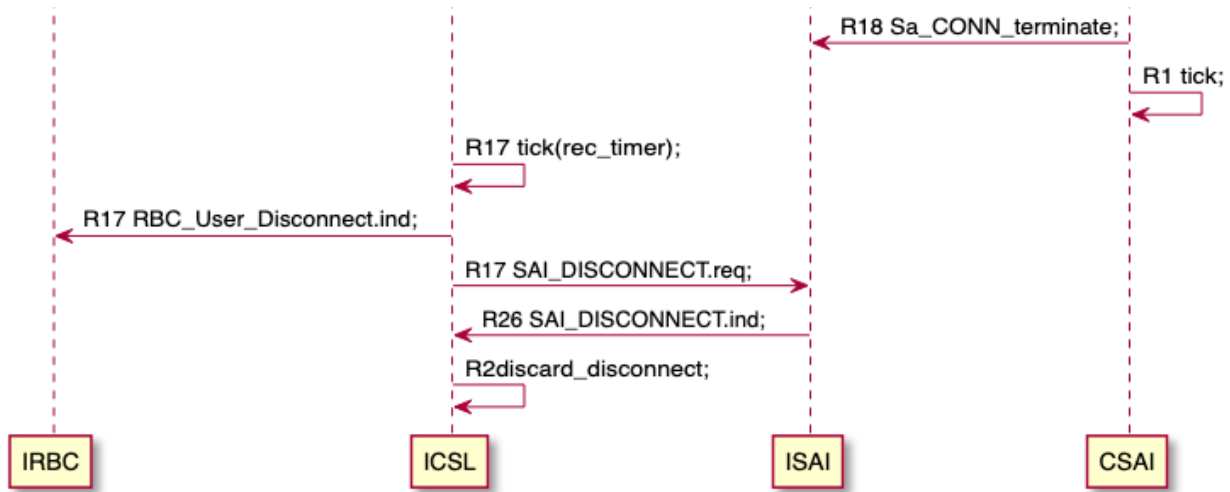 R18 Sa_CONN_terminate;
R1 tick;
R17 tick(rec_timer);
R17 RBC_User_Disconnect.ind;
R17 SAI_DISCONNECT.req;
R26 SAI_DISCONNECT.ind;
R2discard_disconnect;
IRBC
ICSL
ISAI
CSAI